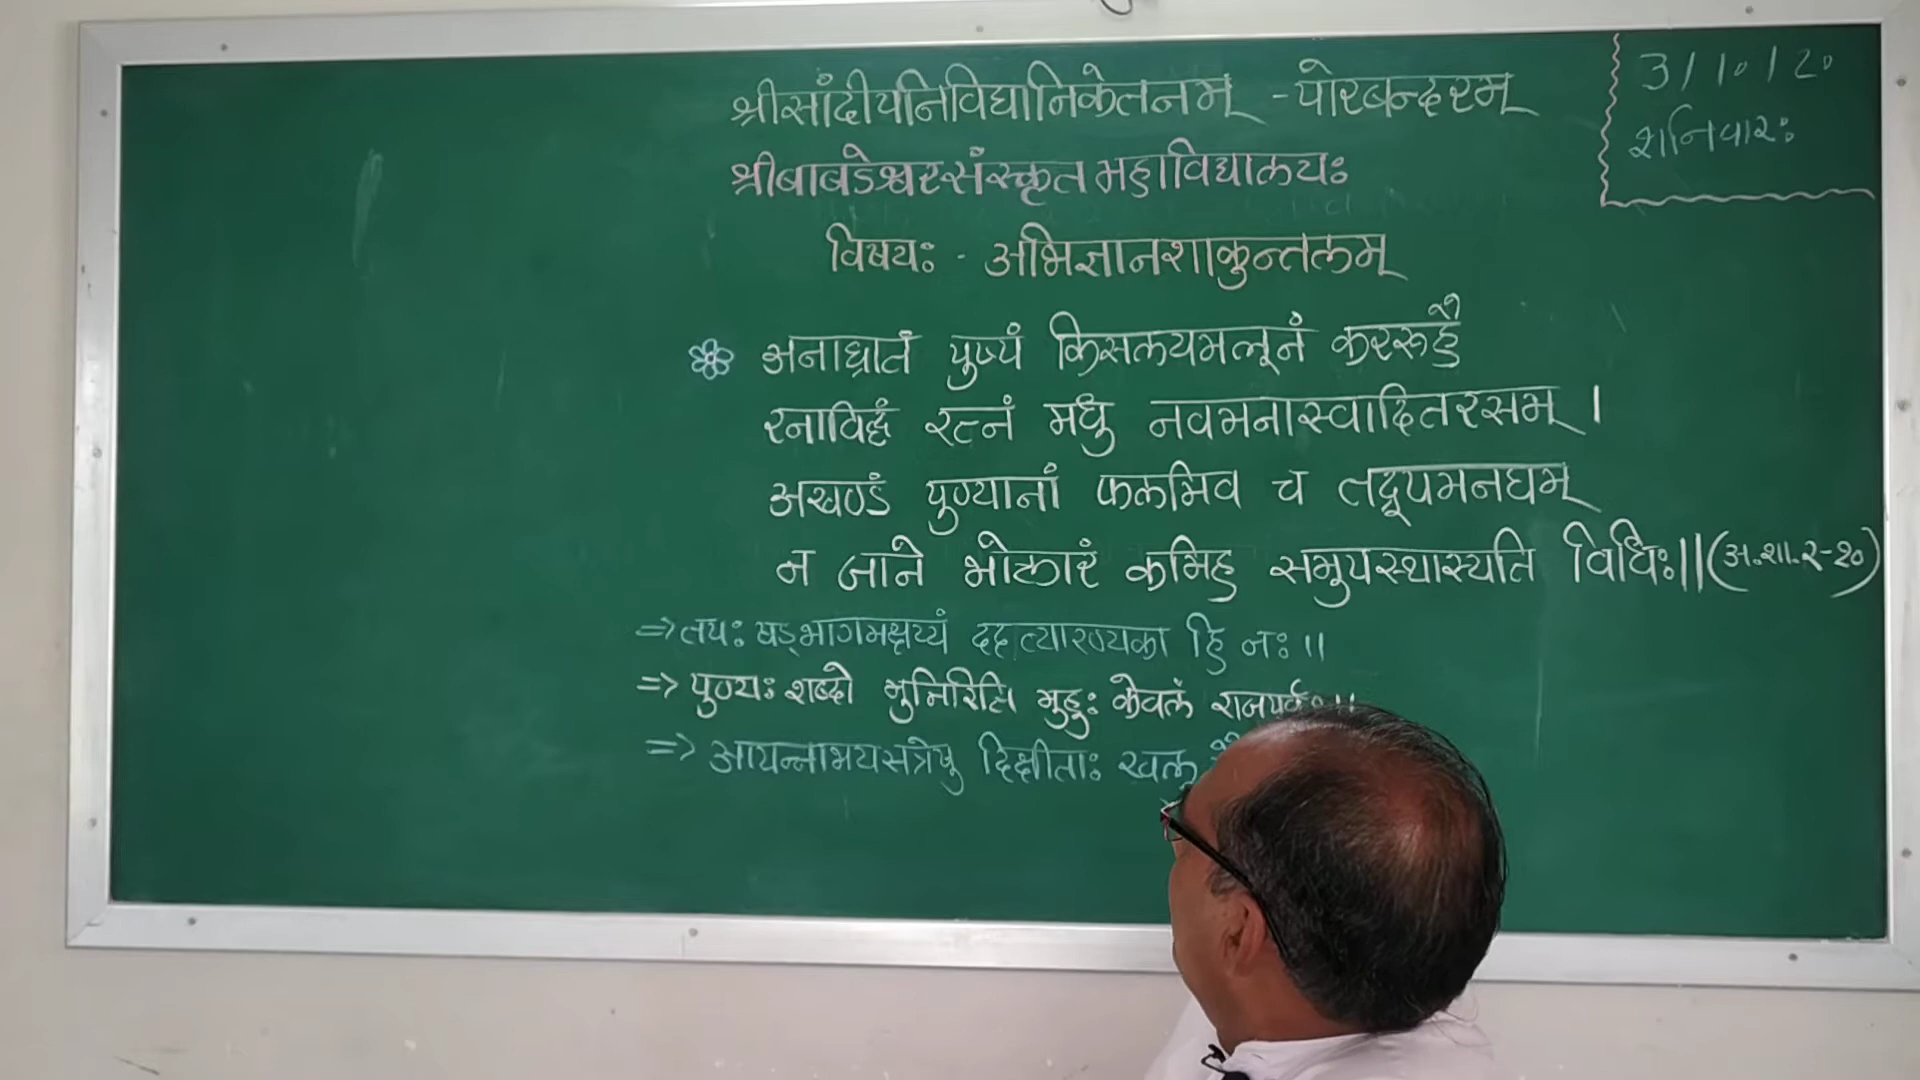 श्रीसांदीपनिविद्यानिकेतनम् - पोरबन्दरम्
श्रीबाबडेश्वरसंस्कृतमहाविद्यालयः
3/10/20
शनिवारः
विषयः - अभिज्ञानशाकुन्तलम्
अनाघ्रातं पुष्पं किसलयमलूनं कररुहै
रनाविद्धं रत्नं मधु नवमनास्वादितरसम् ।
अखण्डं पुण्यानां फलमिव च तद्रूपमनघम्
न जाने भोक्तारं कमिह समुपस्थास्यति विधिः॥ (अ.शा.२-१०)
⇒ तपः षड्भागमक्षय्यं ददत्यारण्यका हि नः॥
⇒ पुण्यः शब्दो मुनिरिति मुहुः केवलं
⇒ आपन्नाभयसत्रेषु दिक्षीताः खलु